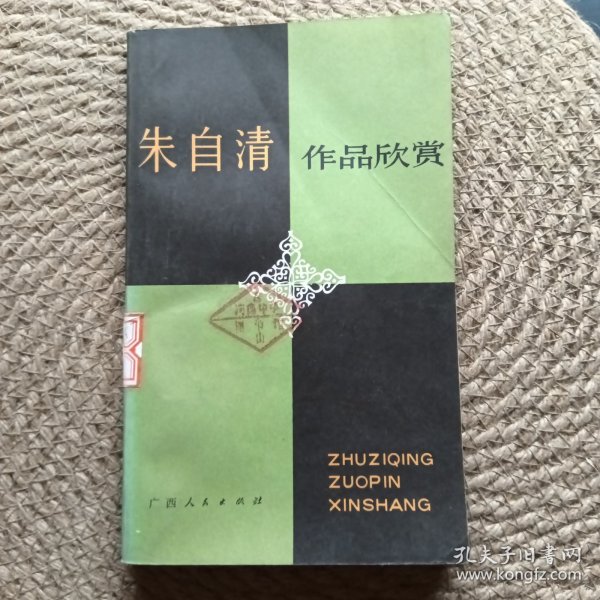 朱自清 作品欣赏
ZHUZIQING
ZUOPIN
XINSHANG
广西人民出版社
孔夫子旧书网
www.kongfz.com